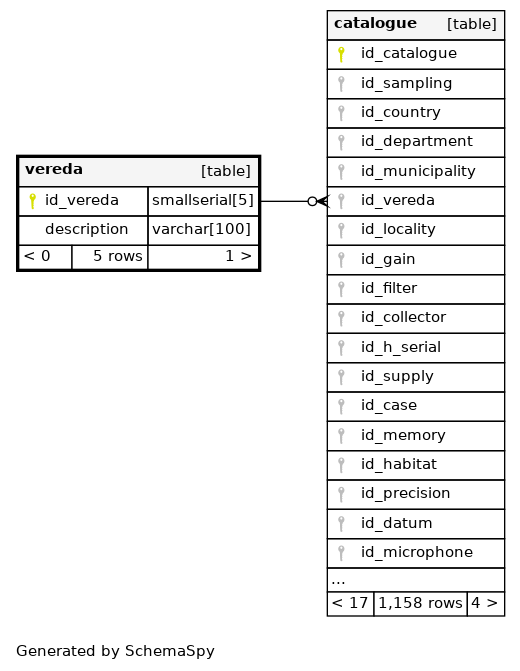 catalogue [table]
id_catalogue
id_sampling
id_country
id_department
id_municipality
vereda [table]
id_vereda smallserial[5]
description varchar[100]
< 0 5 rows 1 >
id_vereda
id_locality
id_gain
id_filter
id_collector
id_h_serial
id_supply
id_case
id_memory
id_habitat
id_precision
id_datum
id_microphone
...
< 17 1,158 rows 4 >
Generated by SchemaSpy